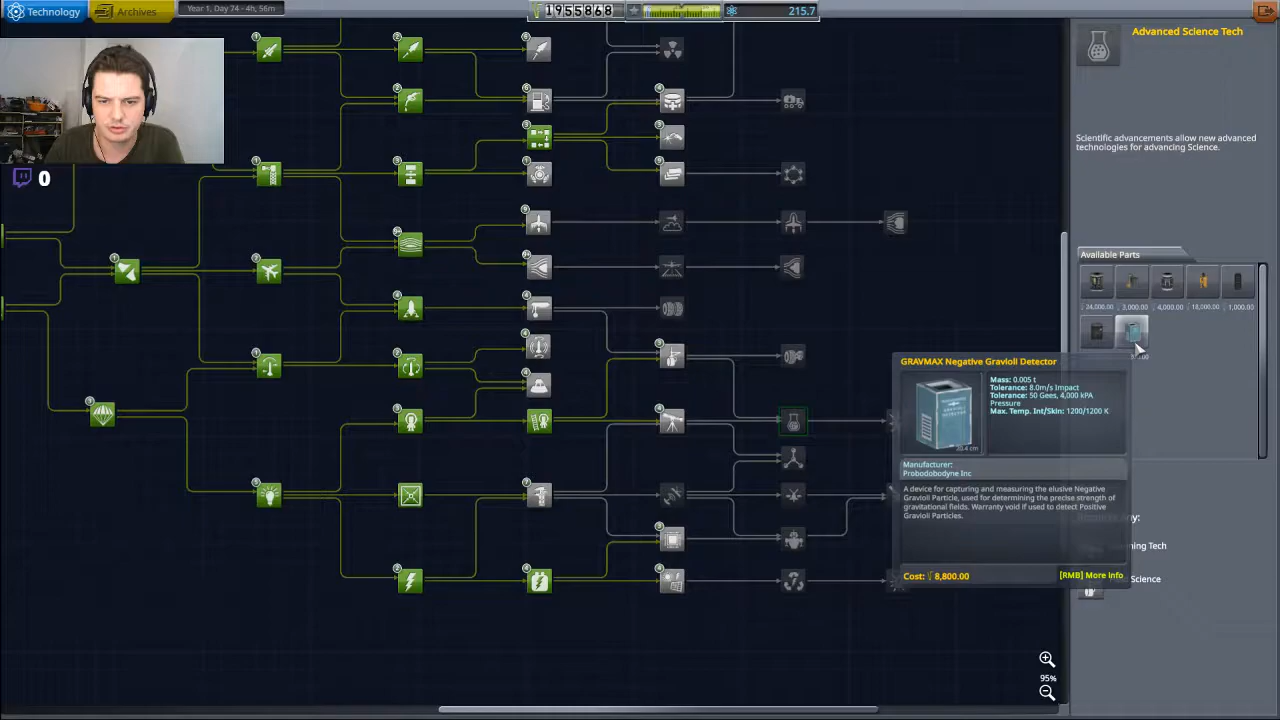 Technology
Archives
Year 1, Day 74 - 4h, 56m
1955868
215.7
Advanced Science Tech
0
Scientific advancements allow new advanced
technologies for advancing Science.
Available Parts
24,000.00
3,000.00
4,000.00
18,000.00
1,000.00
GRAVMAX Negative Gravioli Detector
Mass: 0.005 t
Tolerance: 8.0m/s Impact
Tolerance: 50 Gees, 4,000 kPa
Pressure
Max. Temp. Int/Skin: 1200/1200 K
Manufacturer:
Probodobodyne Inc
A device for capturing and measuring the elusive Negative
Gravioli Particle, used for determining the precise strength of
gravitational fields. Warranty void if used to detect Positive
Gravioli Particles.
Any:
Tech
Science
Cost: 8,800.00
[RMB] More Info
95%